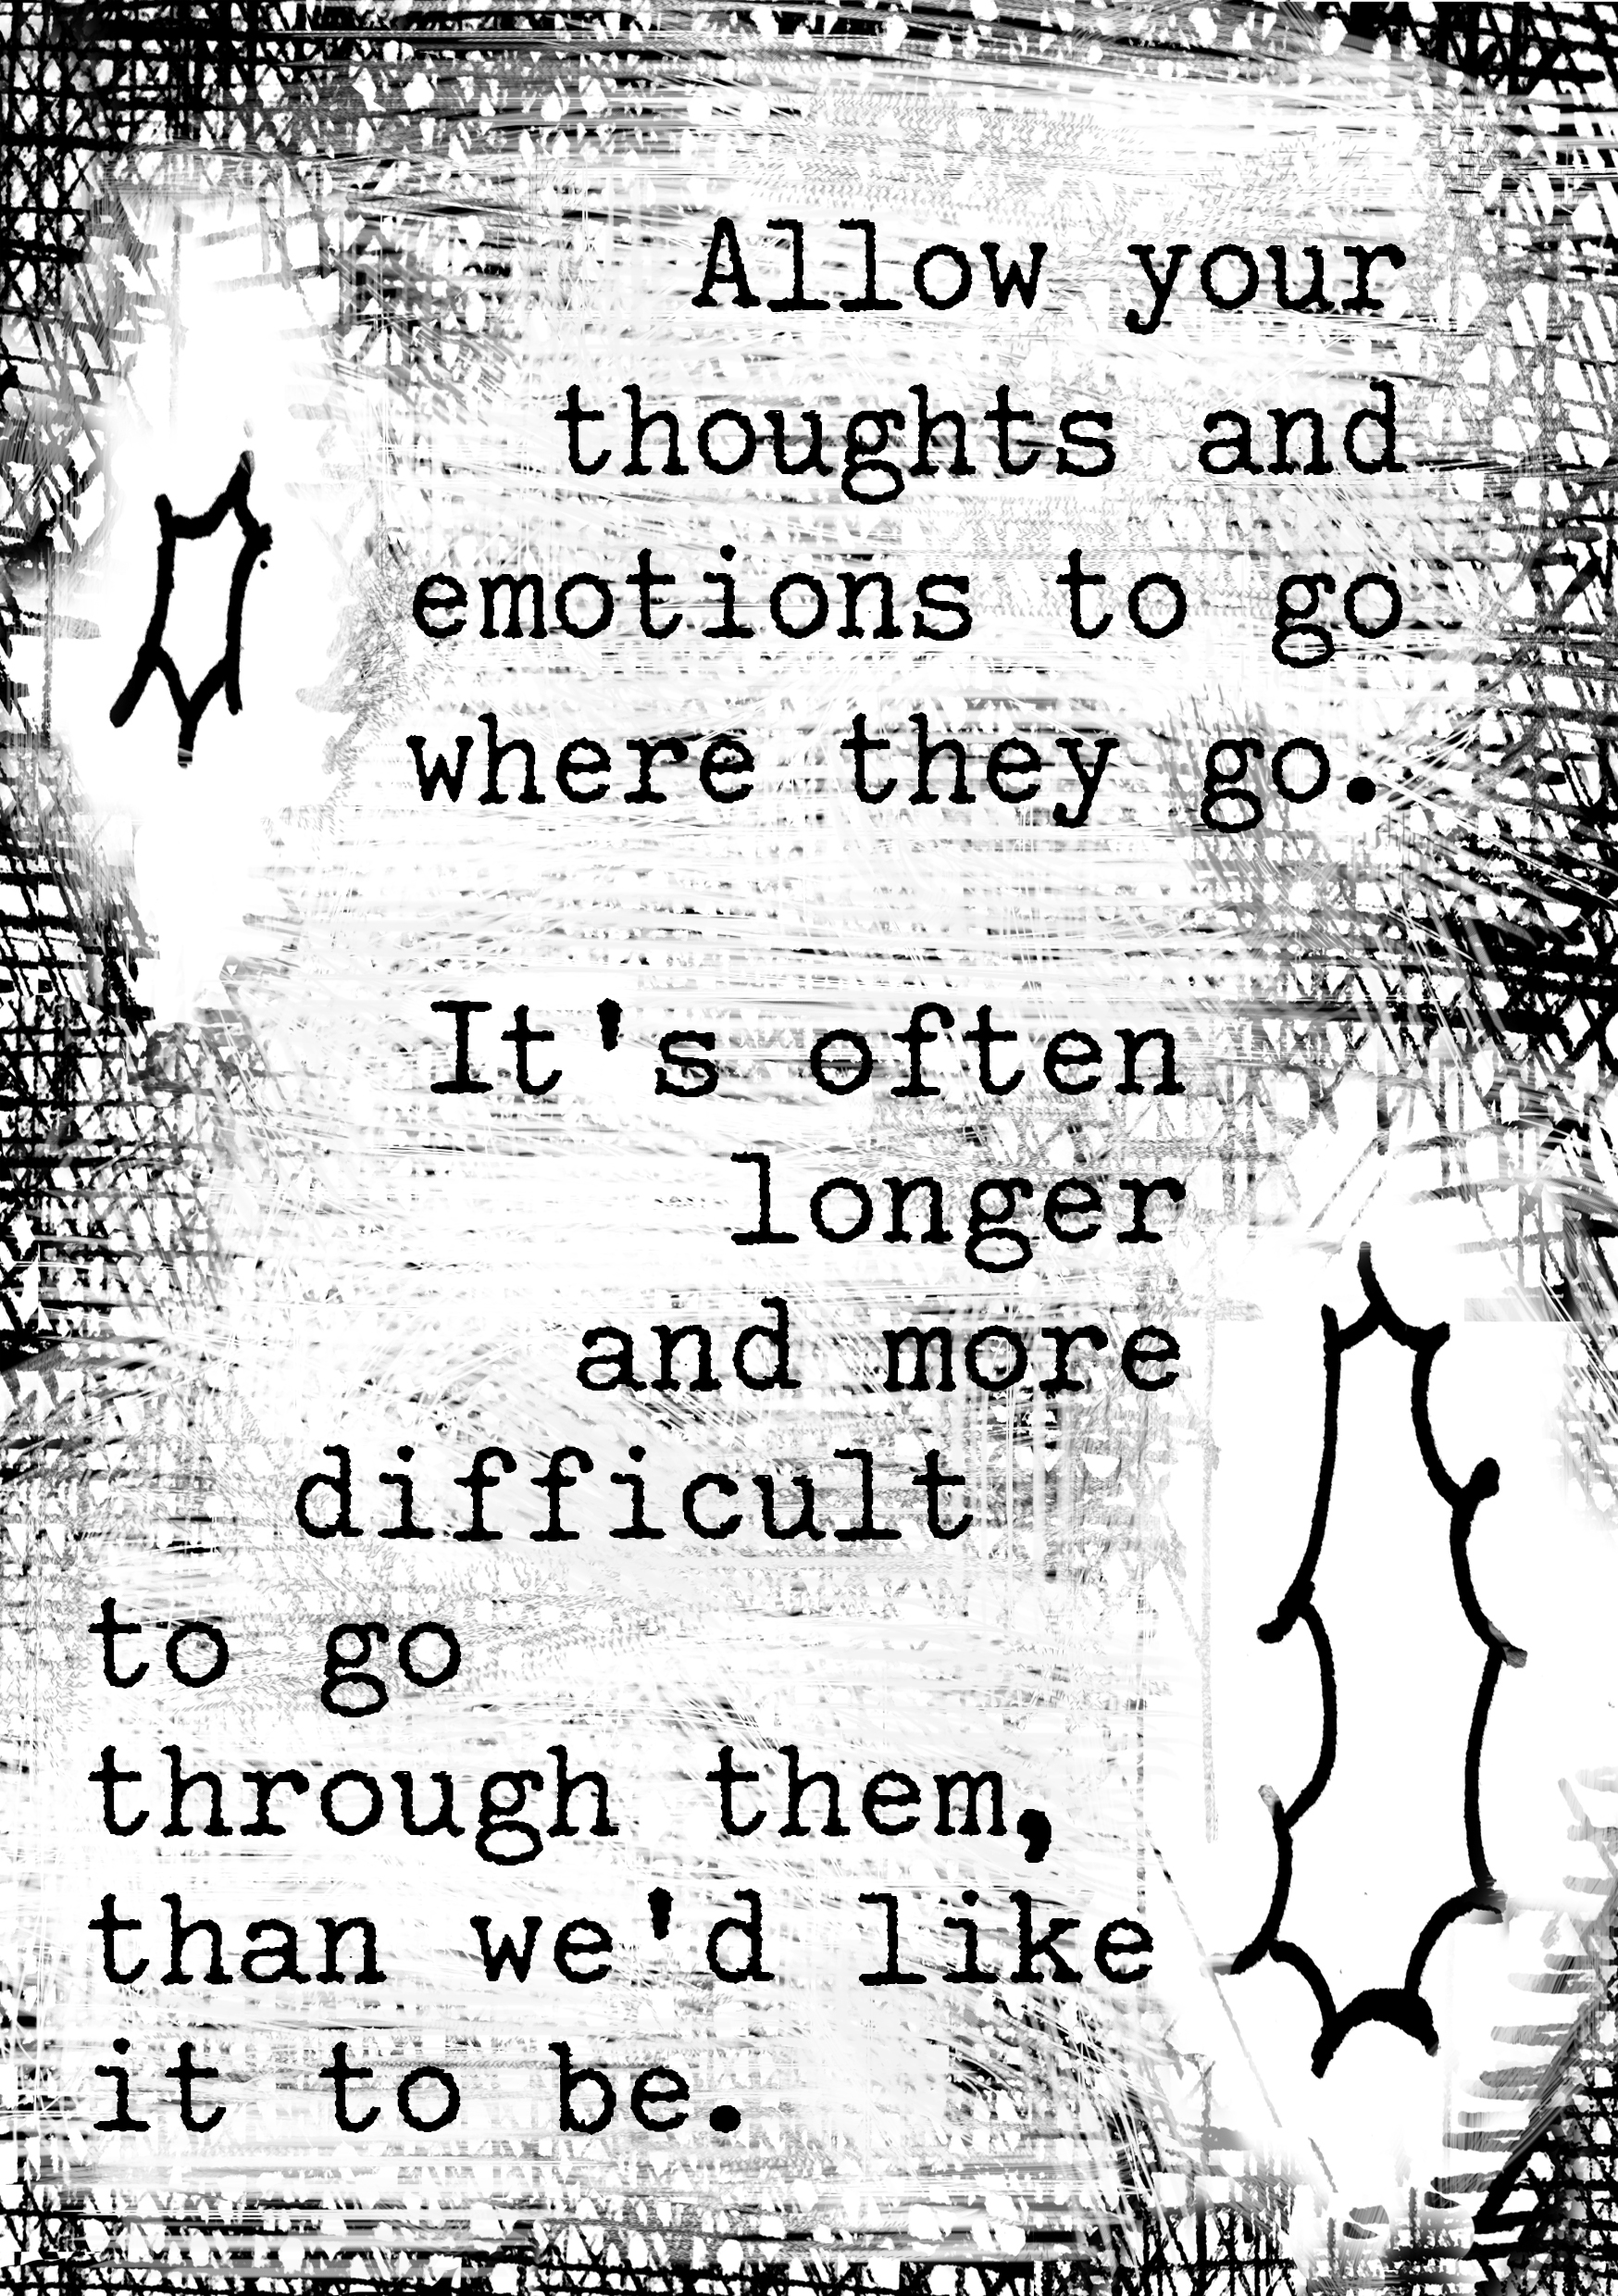 Allow your
thoughts and
emotions to go
where they go.
It's often
longer
and more
difficult
to go
through them,
than we'd like
it to be.